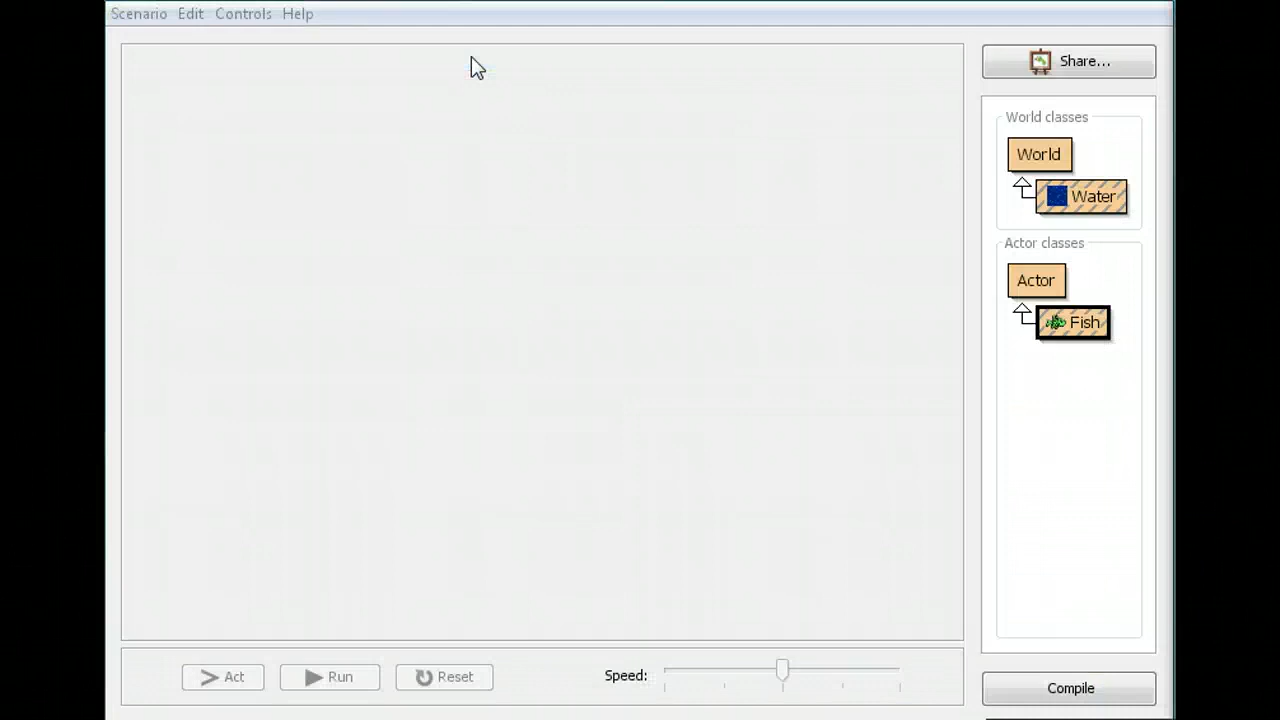 Scenario Edit Controls Help
Share...
World classes
World
Water
Actor classes
Actor
Fish
Act Run Reset Speed:
Compile